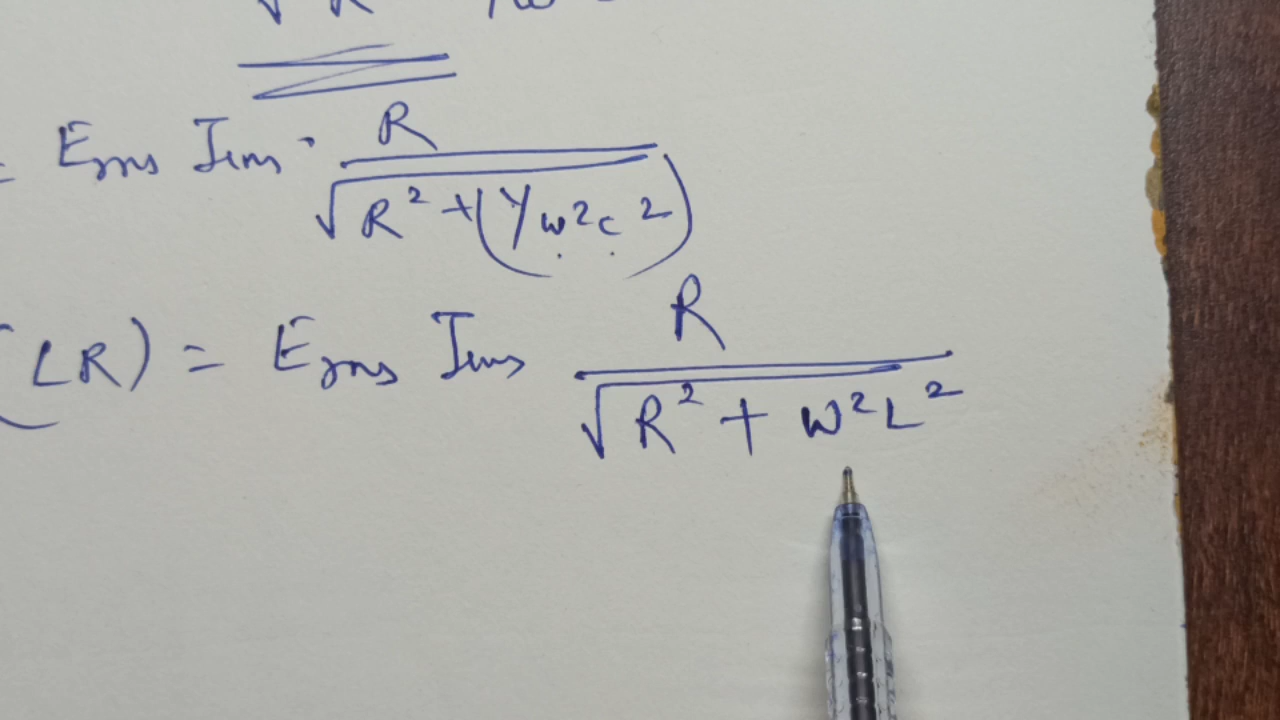 = Erms Irms · R / √R² + (1/ω²c²)
(LR) = Erms Irms R / √R² + ω²L²